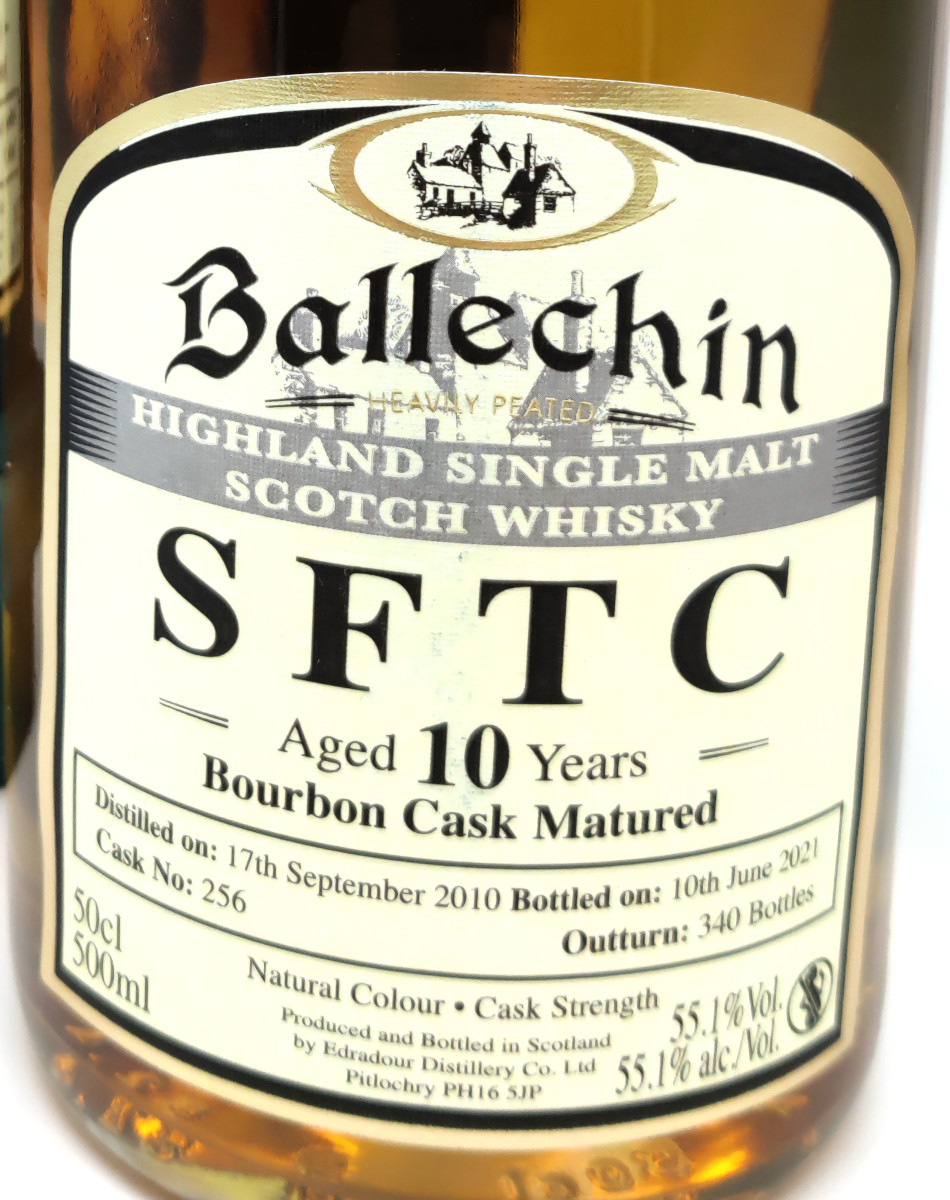 Ballechin
HEAVILY PEATED
HIGHLAND SINGLE MALT
SCOTCH WHISKY
SFTC
Aged 10 Years
Bourbon Cask Matured
Distilled on: 17th September 2010 Bottled on: 10th June 2021
Cask No: 256
Outturn: 340 Bottles
50cl
500ml
Natural Colour • Cask Strength
Produced and Bottled in Scotland
by Edradour Distillery Co. Ltd
Pitlochry PH16 5JP
55.1% Vol.
55.1% alc./Vol.